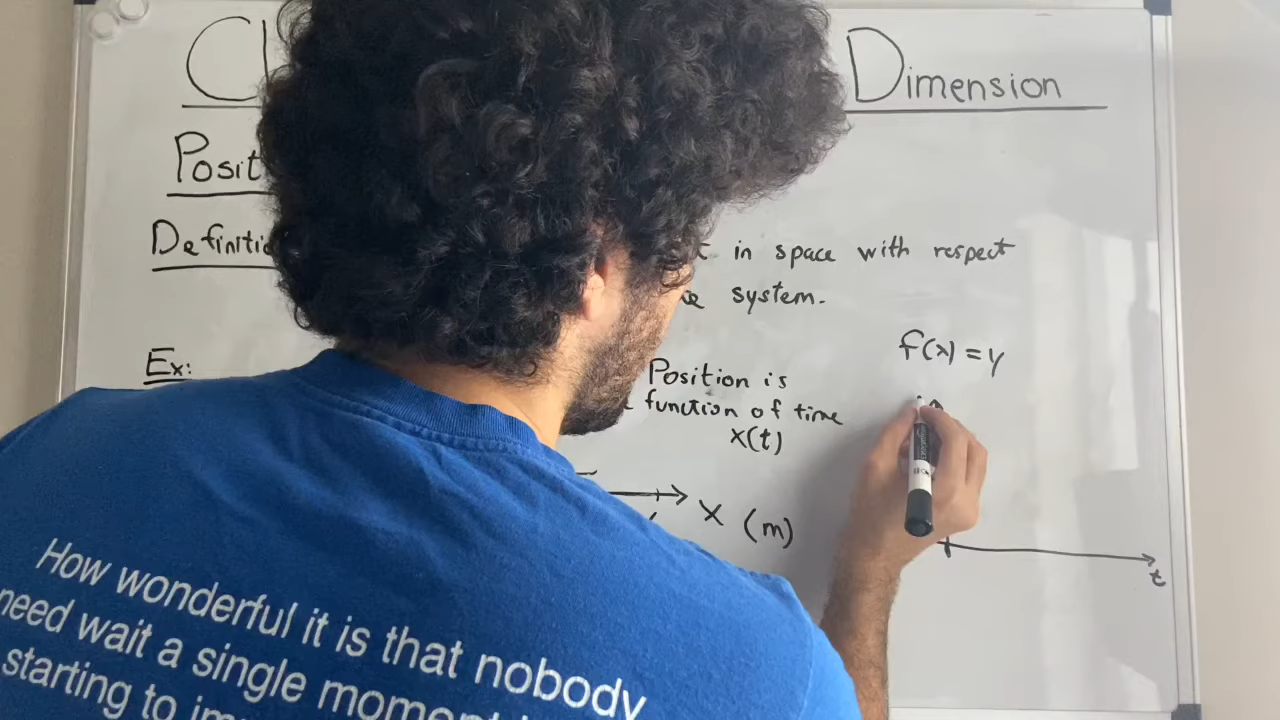 Dimension
Posit
Definitio
in space with respect
system.
f(x) = y
Ex:
Position is
function of time
x(t)
x (m)
t
How wonderful it is that nobody
need wait a single moment
starting to im